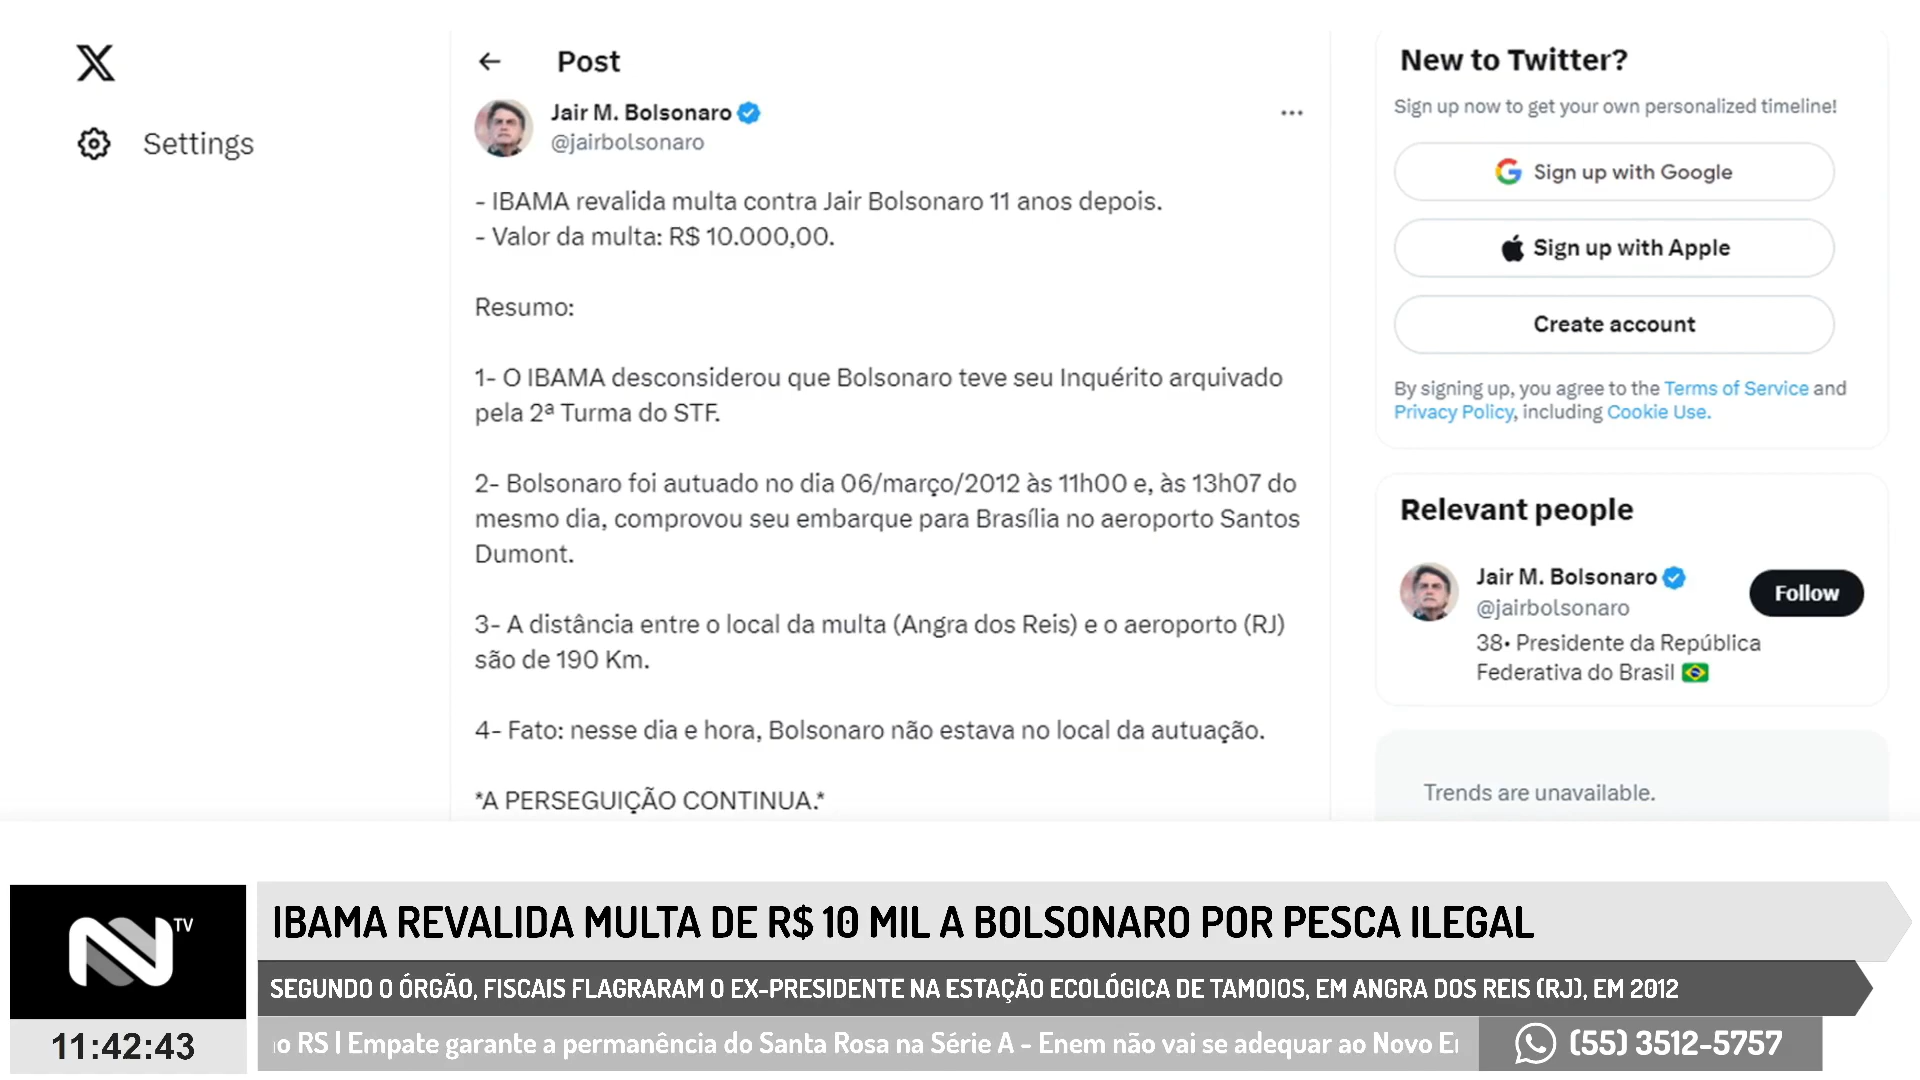 Settings
Post
Jair M. Bolsonaro
@jairbolsonaro
- IBAMA revalida multa contra Jair Bolsonaro 11 anos depois.
- Valor da multa: R$ 10.000,00.
Resumo:
1- O IBAMA desconsiderou que Bolsonaro teve seu Inquérito arquivado
pela 2ª Turma do STF.
2- Bolsonaro foi autuado no dia 06/março/2012 às 11h00 e, às 13h07 do
mesmo dia, comprovou seu embarque para Brasília no aeroporto Santos
Dumont.
3- A distância entre o local da multa (Angra dos Reis) e o aeroporto (RJ)
são de 190 Km.
4- Fato: nesse dia e hora, Bolsonaro não estava no local da autuação.
*A PERSEGUIÇÃO CONTINUA.*
New to Twitter?
Sign up now to get your own personalized timeline!
Sign up with Google
Sign up with Apple
Create account
By signing up, you agree to the Terms of Service and
Privacy Policy, including Cookie Use.
Relevant people
Jair M. Bolsonaro
@jairbolsonaro
Follow
38• Presidente da República
Federativa do Brasil
Trends are unavailable.
N TV
IBAMA REVALIDA MULTA DE R$ 10 MIL A BOLSONARO POR PESCA ILEGAL
SEGUNDO O ÓRGÃO, FISCAIS FLAGRARAM O EX-PRESIDENTE NA ESTAÇÃO ECOLÓGICA DE TAMOIOS, EM ANGRA DOS REIS (RJ), EM 2012
11:42:43
RS | Empate garante a permanência do Santa Rosa na Série A - Enem não vai se adequar ao Novo
(55) 3512-5757